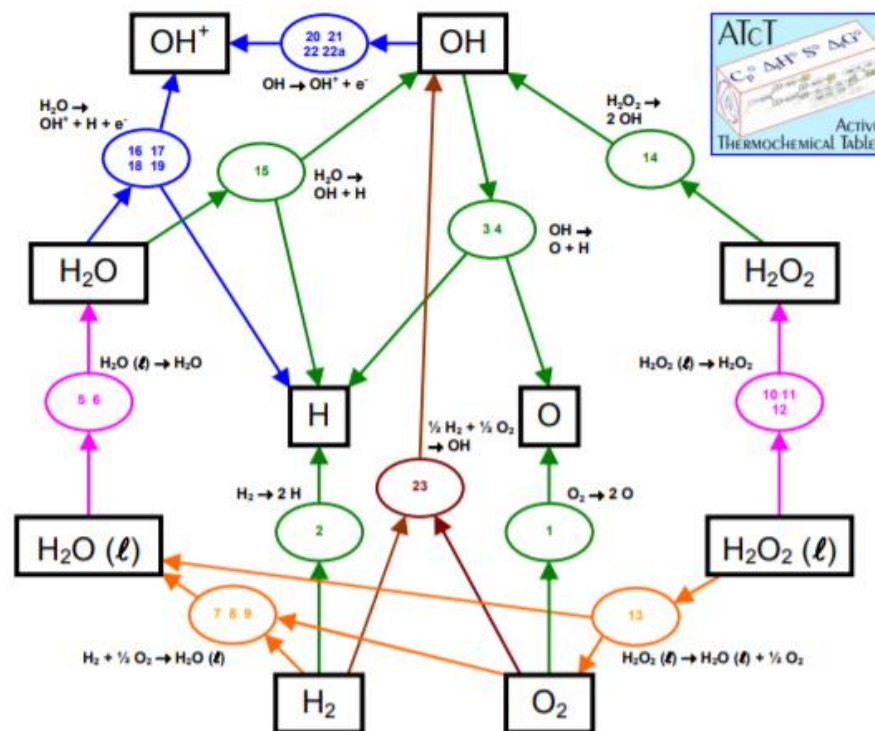 OH⁺
20 21
22 22a
OH → OH⁺ + e⁻
OH
ATcT
C p° ΔfH° S° ΔfG°
Active
Thermochemical Tables
H₂O →
OH⁺ + H + e⁻
16 17
18 19
15
H₂O →
OH + H
H₂O₂ →
2 OH
14
3 4
OH →
O + H
H₂O
H₂O₂
H₂O (ℓ) → H₂O
5 6
H
O
H₂O₂ (ℓ) → H₂O₂
10 11
12
½ H₂ + ½ O₂
→ OH
23
H₂ → 2 H
2
O₂ → 2 O
1
H₂O (ℓ)
H₂O₂ (ℓ)
7 8 9
13
H₂ + ½ O₂ → H₂O (ℓ)
H₂O₂ (ℓ) → H₂O (ℓ) + ½ O₂
H₂
O₂